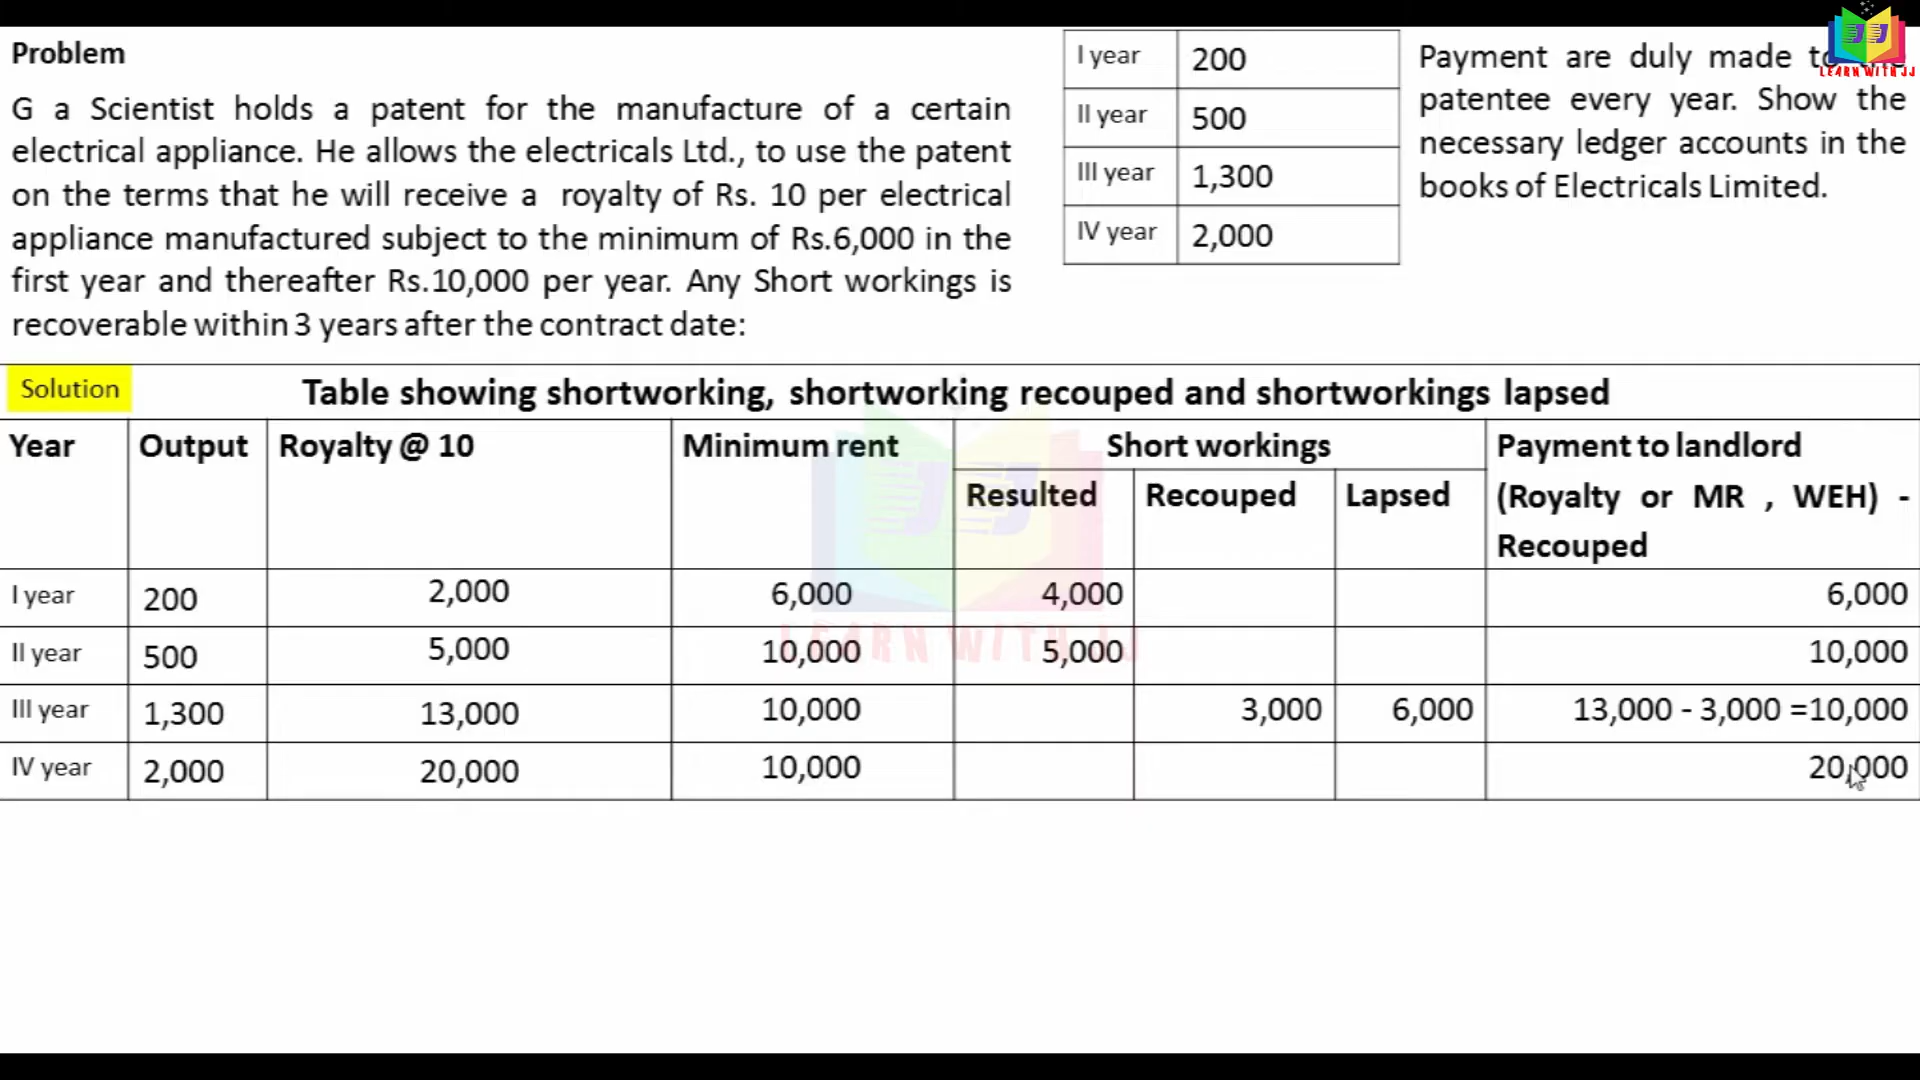 Problem
G a Scientist holds a patent for the manufacture of a certain
electrical appliance. He allows the electricals Ltd., to use the patent
on the terms that he will receive a royalty of Rs. 10 per electrical
appliance manufactured subject to the minimum of Rs.6,000 in the
first year and thereafter Rs.10,000 per year. Any Short workings is
recoverable within 3 years after the contract date:
I year 200
II year 500
III year 1,300
IV year 2,000
Payment are duly made to
patentee every year. Show the
necessary ledger accounts in the
books of Electricals Limited.
LEARN WITH JJ
Solution
Table showing shortworking, shortworking recouped and shortworkings lapsed
Year Output Royalty @ 10 Minimum rent Short workings Payment to landlord
Resulted Recouped Lapsed (Royalty or MR , WEH) -
Recouped
I year 200 2,000 6,000 4,000 6,000
II year 500 5,000 10,000 5,000 10,000
III year 1,300 13,000 10,000 3,000 6,000 13,000 - 3,000 =10,000
IV year 2,000 20,000 10,000 20,000
LEARN WITH JJ